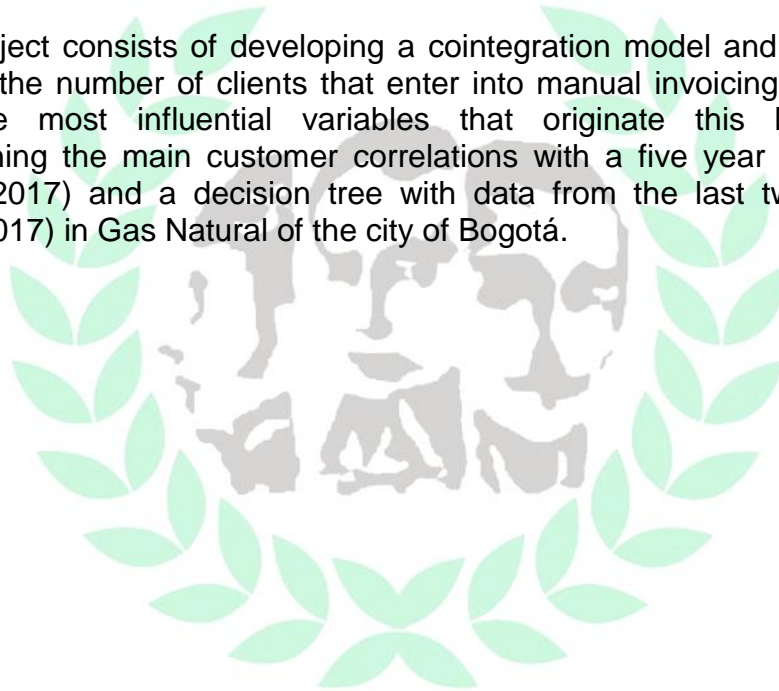 ject consists of developing a cointegration model and
the number of clients that enter into manual invoicing
most influential variables that originate this
ing the main customer correlations with a five year
2017) and a decision tree with data from the last
017) in Gas Natural of the city of Bogotá.